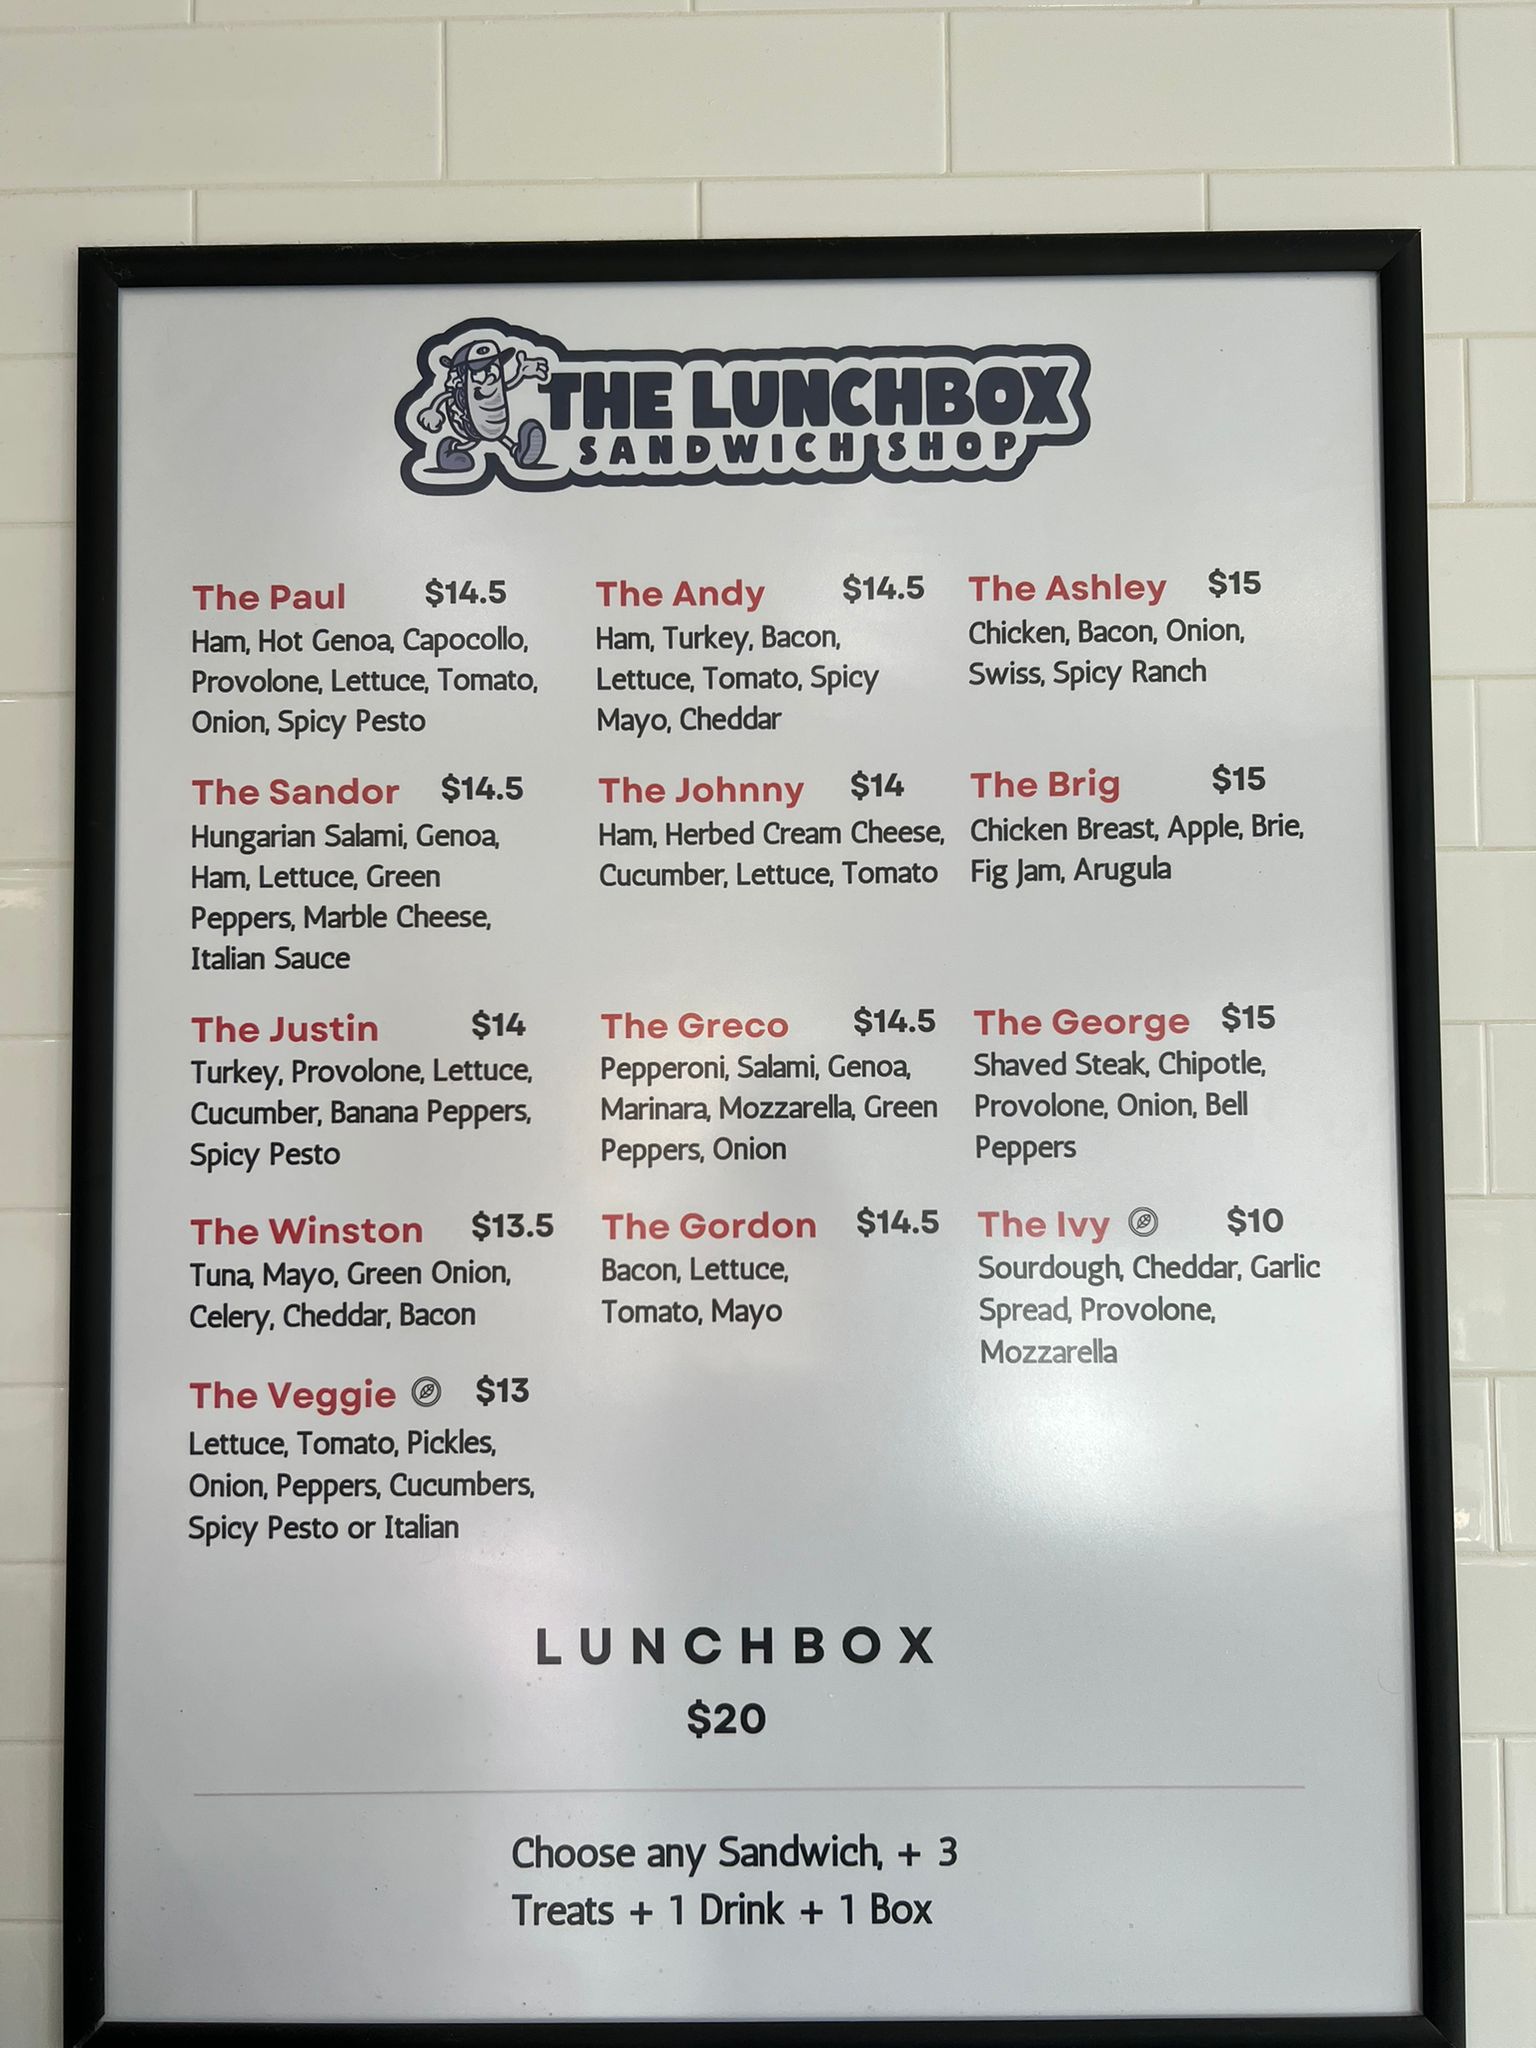 THE LUNCHBOX
SANDWICH SHOP
The Paul $14.5
Ham, Hot Genoa, Capocollo,
Provolone, Lettuce, Tomato,
Onion, Spicy Pesto
The Andy $14.5
Ham, Turkey, Bacon,
Lettuce, Tomato, Spicy
Mayo, Cheddar
The Ashley $15
Chicken, Bacon, Onion,
Swiss, Spicy Ranch
The Sandor $14.5
Hungarian Salami, Genoa,
Ham, Lettuce, Green
Peppers, Marble Cheese,
Italian Sauce
The Johnny $14
Ham, Herbed Cream Cheese,
Cucumber, Lettuce, Tomato
The Brig $15
Chicken Breast, Apple, Brie,
Fig Jam, Arugula
The Justin $14
Turkey, Provolone, Lettuce,
Cucumber, Banana Peppers,
Spicy Pesto
The Greco $14.5
Pepperoni, Salami, Genoa,
Marinara, Mozzarella, Green
Peppers, Onion
The George $15
Shaved Steak, Chipotle,
Provolone, Onion, Bell
Peppers
The Winston $13.5
Tuna, Mayo, Green Onion,
Celery, Cheddar, Bacon
The Gordon $14.5
Bacon, Lettuce,
Tomato, Mayo
The Ivy $10
Sourdough, Cheddar, Garlic
Spread, Provolone,
Mozzarella
The Veggie $13
Lettuce, Tomato, Pickles,
Onion, Peppers, Cucumbers,
Spicy Pesto or Italian
LUNCHBOX
$20
Choose any Sandwich, + 3
Treats + 1 Drink + 1 Box